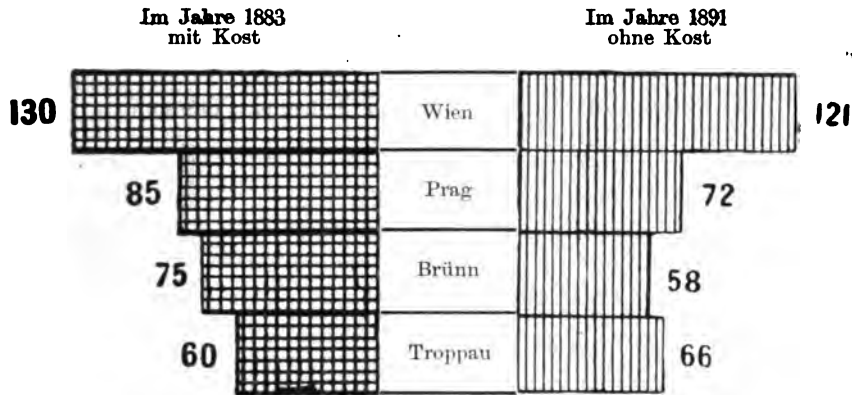 Im Jahre 1883
mit Kost
Im Jahre 1891
ohne Kost
130 Wien 121
85 Prag 72
75 Brünn 58
60 Troppau 66